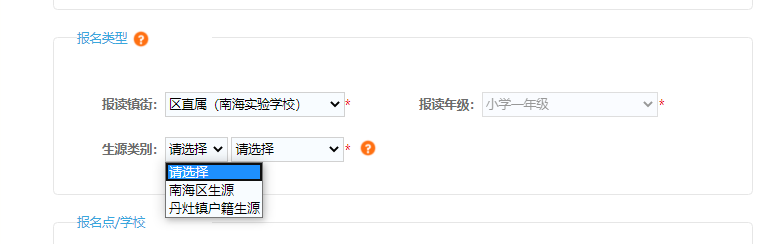 报名类型 ?
报读镇街： 区直属（南海实验学校） * 报读年级： 小学一年级 *
生源类别： 请选择 请选择 * ?
请选择
南海区生源
丹灶镇户籍生源
报名点/学校